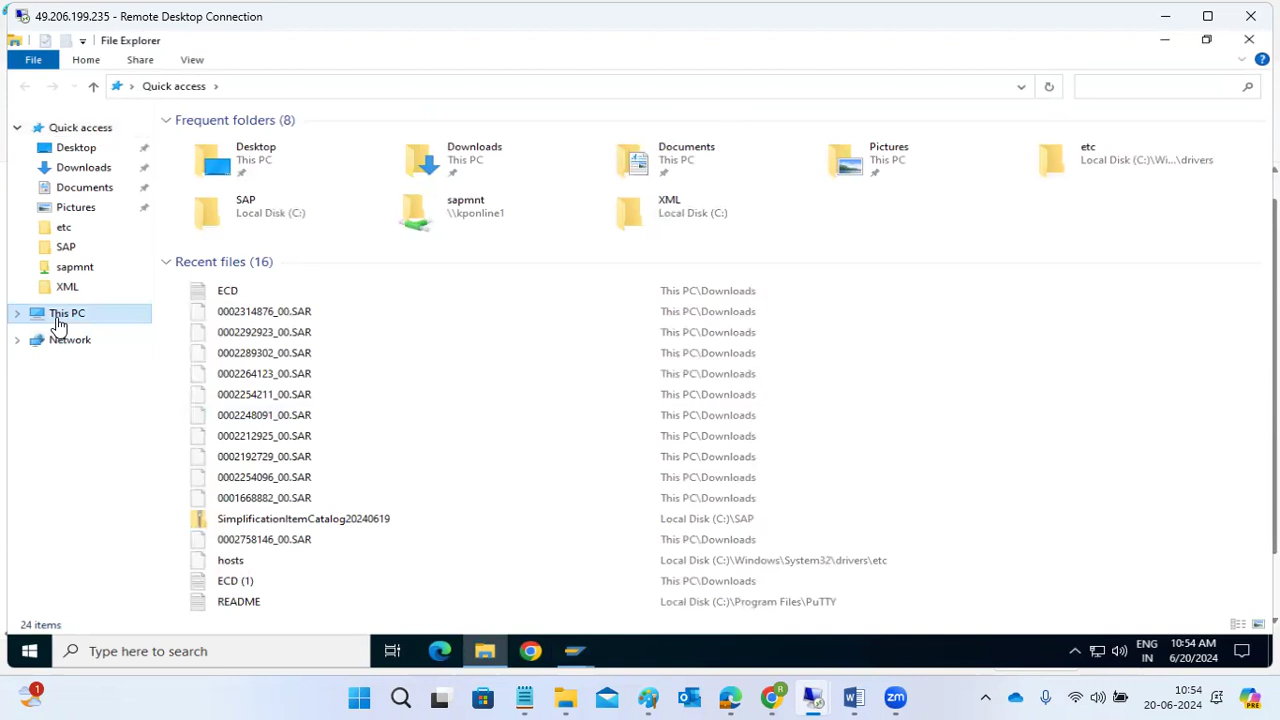 49.206.199.235 - Remote Desktop Connection
File Explorer
File Home Share View
Quick access
Quick access
Desktop
Downloads
Documents
Pictures
etc
SAP
sapmnt
XML
This PC
Network
Frequent folders (8)
Desktop
This PC
Downloads
This PC
Documents
This PC
Pictures
This PC
etc
Local Disk (C:)\Wi...\drivers
SAP
Local Disk (C:)
sapmnt
\\kponline1
XML
Local Disk (C:)
Recent files (16)
ECD This PC\Downloads
0002314876_00.SAR This PC\Downloads
0002292923_00.SAR This PC\Downloads
0002289302_00.SAR This PC\Downloads
0002264123_00.SAR This PC\Downloads
0002254211_00.SAR This PC\Downloads
0002248091_00.SAR This PC\Downloads
0002212925_00.SAR This PC\Downloads
0002192729_00.SAR This PC\Downloads
0002254096_00.SAR This PC\Downloads
0001668882_00.SAR This PC\Downloads
SimplificationItemCatalog20240619 Local Disk (C:)\SAP
0002758146_00.SAR This PC\Downloads
hosts Local Disk (C:)\Windows\System32\drivers\etc
ECD (1) This PC\Downloads
README Local Disk (C:)\Program Files\PuTTY
24 items
Type here to search
ENG
IN
10:54 AM
6/20/2024
1
R
W
zm
10:54
20-06-2024
PRE